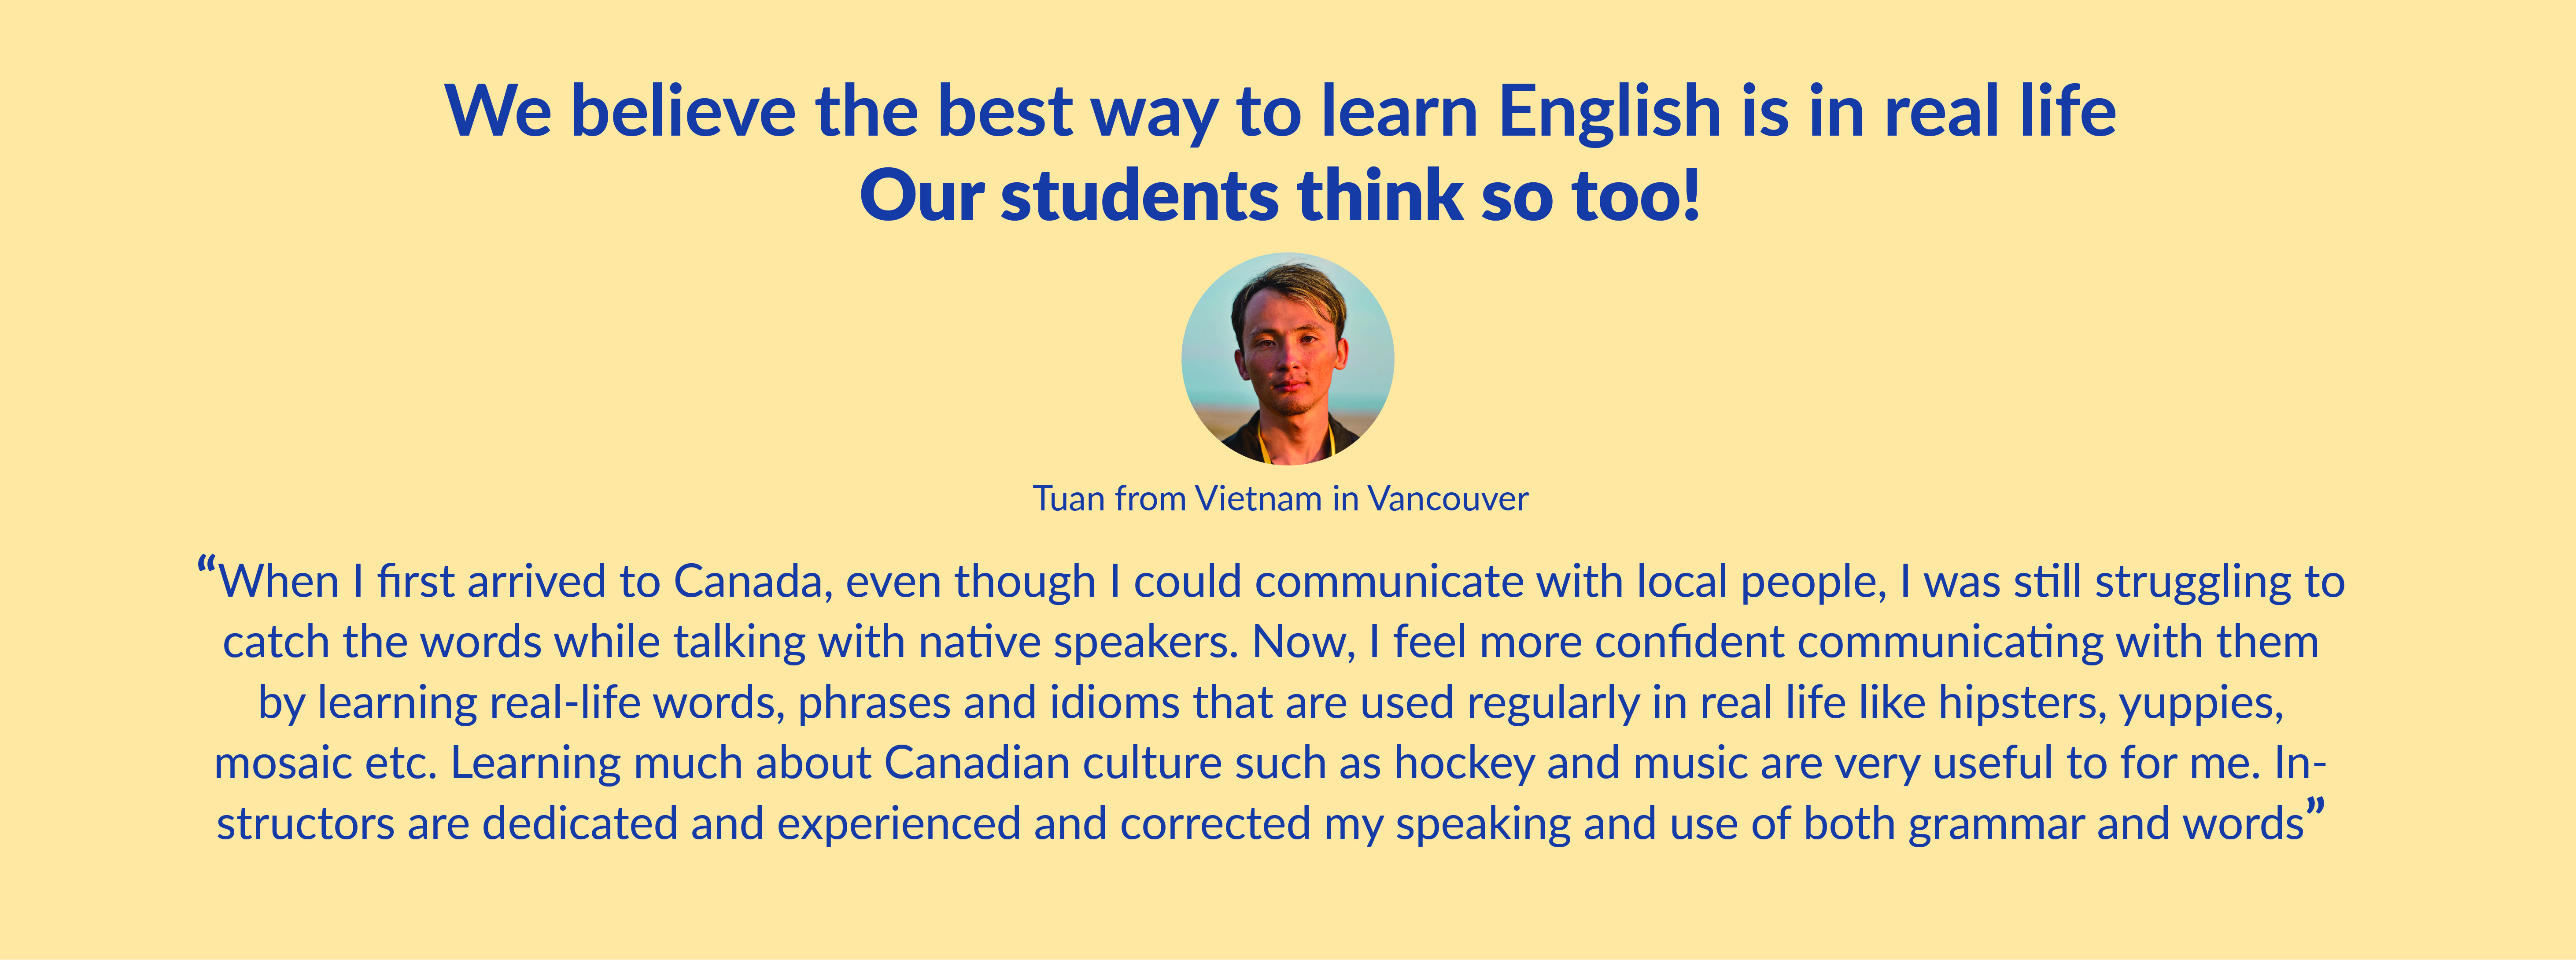 We believe the best way to learn English is in real life
Our students think so too!
Tuan from Vietnam in Vancouver
“When I first arrived to Canada, even though I could communicate with local people, I was still struggling to
catch the words while talking with native speakers. Now, I feel more confident communicating with them
by learning real-life words, phrases and idioms that are used regularly in real life like hipsters, yuppies,
mosaic etc. Learning much about Canadian culture such as hockey and music are very useful to for me. In-
structors are dedicated and experienced and corrected my speaking and use of both grammar and words”